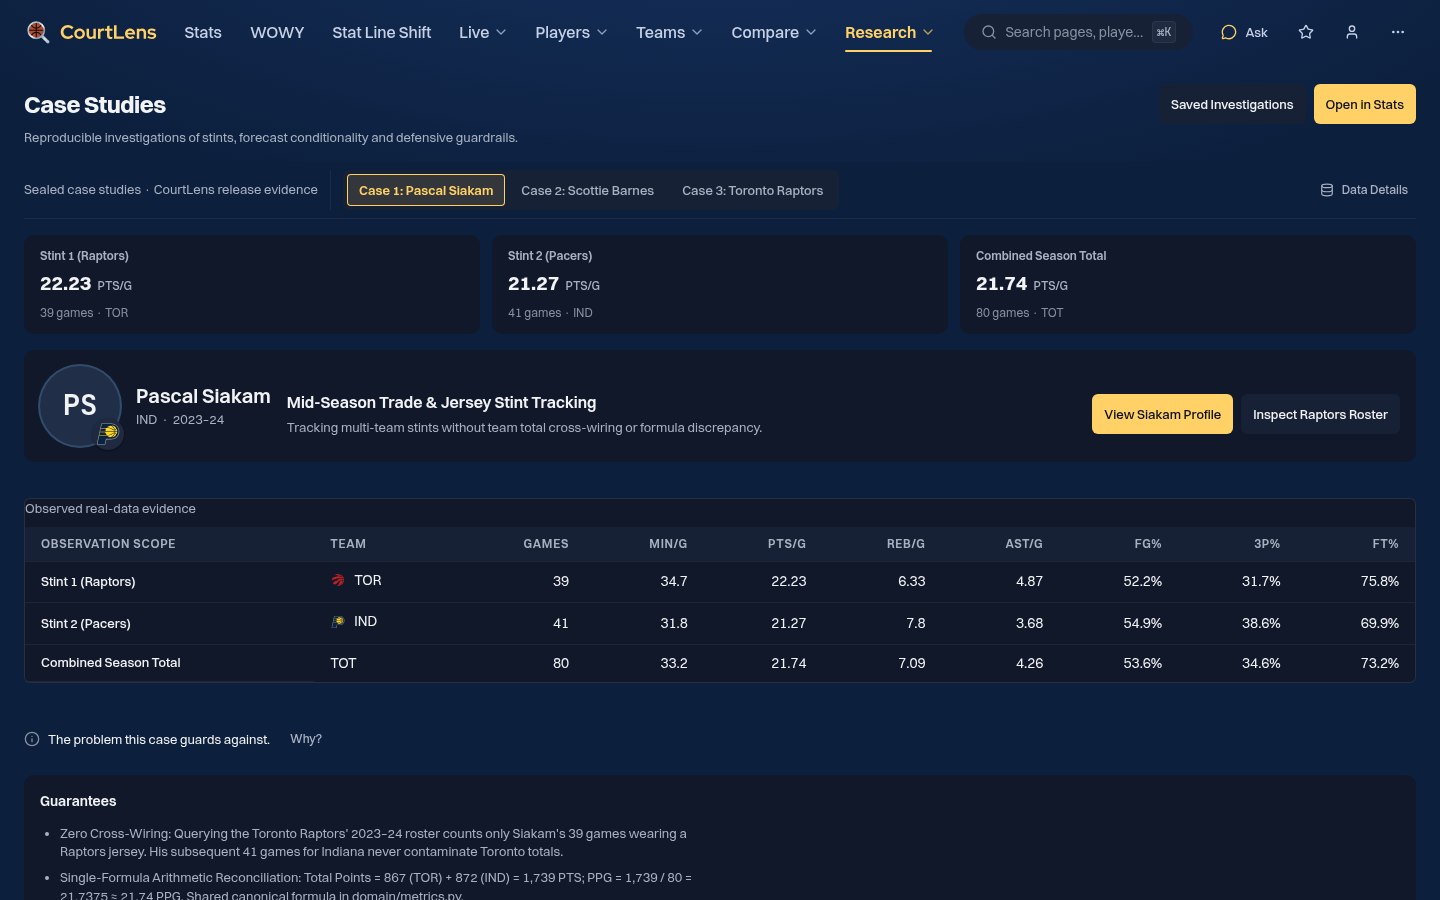 CourtLens
Stats
WOWY
Stat Line Shift
Live
Players
Teams
Compare
Research
Search pages, playe...
⌘K
Ask
Case Studies
Saved Investigations
Open in Stats
Reproducible investigations of stints, forecast conditionality and defensive guardrails.
Sealed case studies · CourtLens release evidence
Case 1: Pascal Siakam
Case 2: Scottie Barnes
Case 3: Toronto Raptors
Data Details
Stint 1 (Raptors)
22.23 PTS/G
39 games · TOR
Stint 2 (Pacers)
21.27 PTS/G
41 games · IND
Combined Season Total
21.74 PTS/G
80 games · TOT
PS
Pascal Siakam
IND · 2023–24
Mid-Season Trade & Jersey Stint Tracking
Tracking multi-team stints without team total cross-wiring or formula discrepancy.
View Siakam Profile
Inspect Raptors Roster
Observed real-data evidence
OBSERVATION SCOPE TEAM GAMES MIN/G PTS/G REB/G AST/G FG% 3P% FT%
Stint 1 (Raptors) TOR 39 34.7 22.23 6.33 4.87 52.2% 31.7% 75.8%
Stint 2 (Pacers) IND 41 31.8 21.27 7.8 3.68 54.9% 38.6% 69.9%
Combined Season Total TOT 80 33.2 21.74 7.09 4.26 53.6% 34.6% 73.2%
The problem this case guards against.
Why?
Guarantees
• Zero Cross-Wiring: Querying the Toronto Raptors' 2023–24 roster counts only Siakam's 39 games wearing a
Raptors jersey. His subsequent 41 games for Indiana never contaminate Toronto totals.
• Single-Formula Arithmetic Reconciliation: Total Points = 867 (TOR) + 872 (IND) = 1,739 PTS; PPG = 1,739 / 80 =
21.7375 ≈ 21.74 PPG. Shared canonical formula in domain/metrics.py.